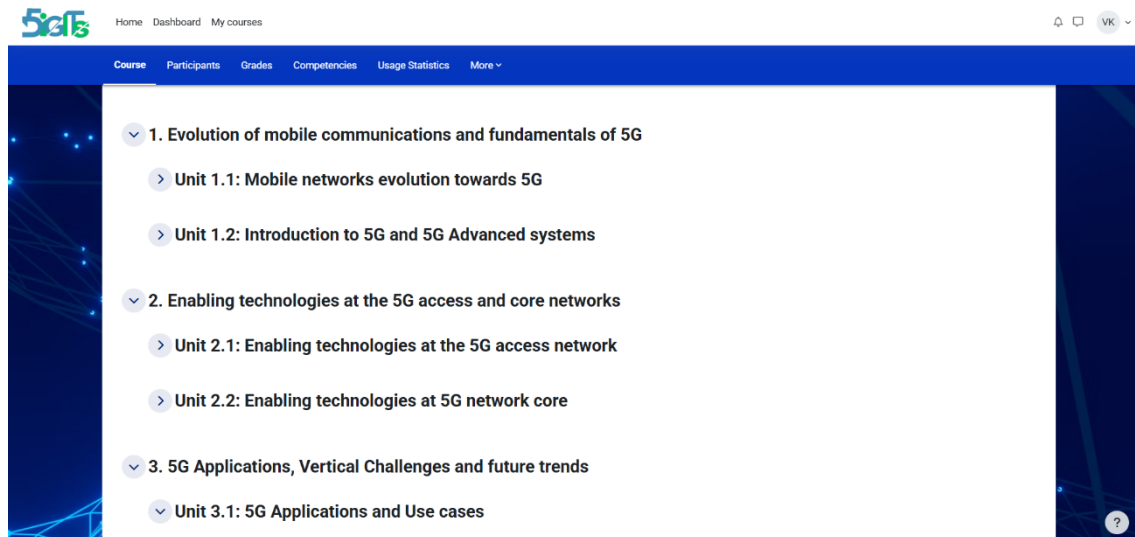 Home Dashboard My courses
VK
Course Participants Grades Competencies Usage Statistics More
1. Evolution of mobile communications and fundamentals of 5G
Unit 1.1: Mobile networks evolution towards 5G
Unit 1.2: Introduction to 5G and 5G Advanced systems
2. Enabling technologies at the 5G access and core networks
Unit 2.1: Enabling technologies at the 5G access network
Unit 2.2: Enabling technologies at 5G network core
3. 5G Applications, Vertical Challenges and future trends
Unit 3.1: 5G Applications and Use cases
?